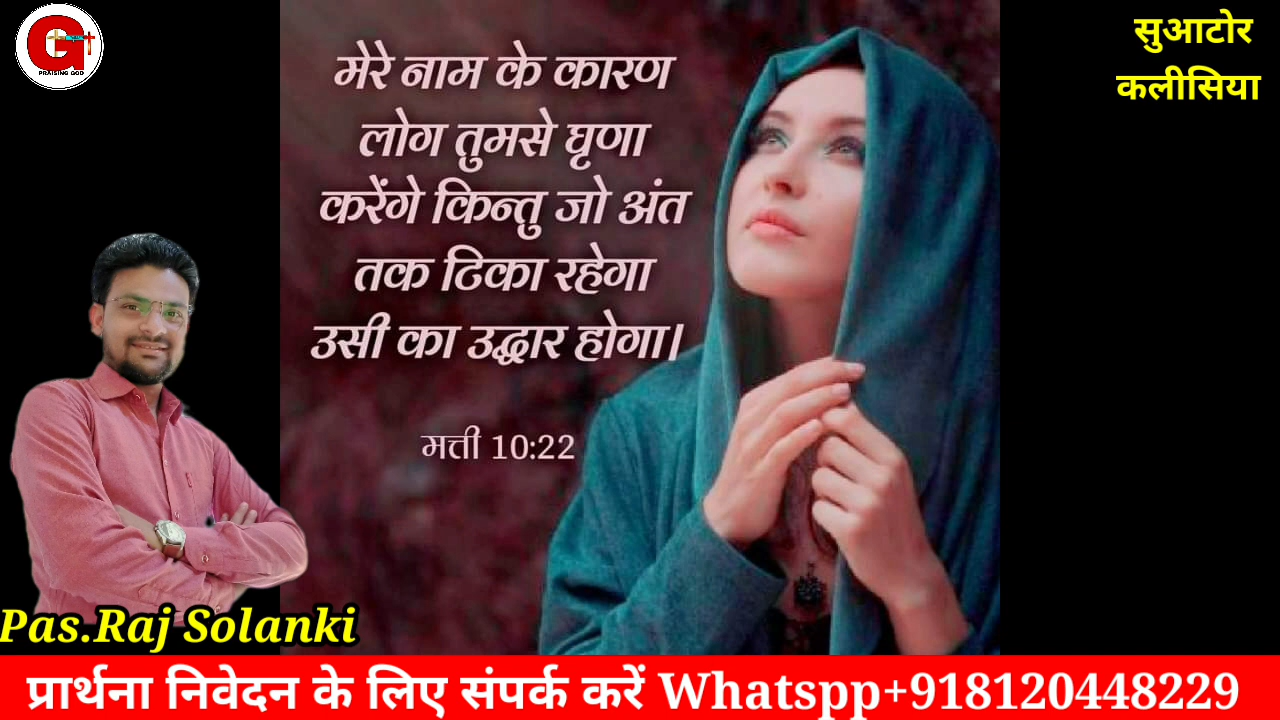 G
PRAISING GOD
सुआटोर
कलीसिया
मेरे नाम के कारण
लोग तुमसे घृणा
करेंगे किन्तु जो अंत
तक टिका रहेगा
उसी का उद्धार होगा।
मत्ती 10:22
Pas.Raj Solanki
प्रार्थना निवेदन के लिए संपर्क करें Whatspp+918120448229